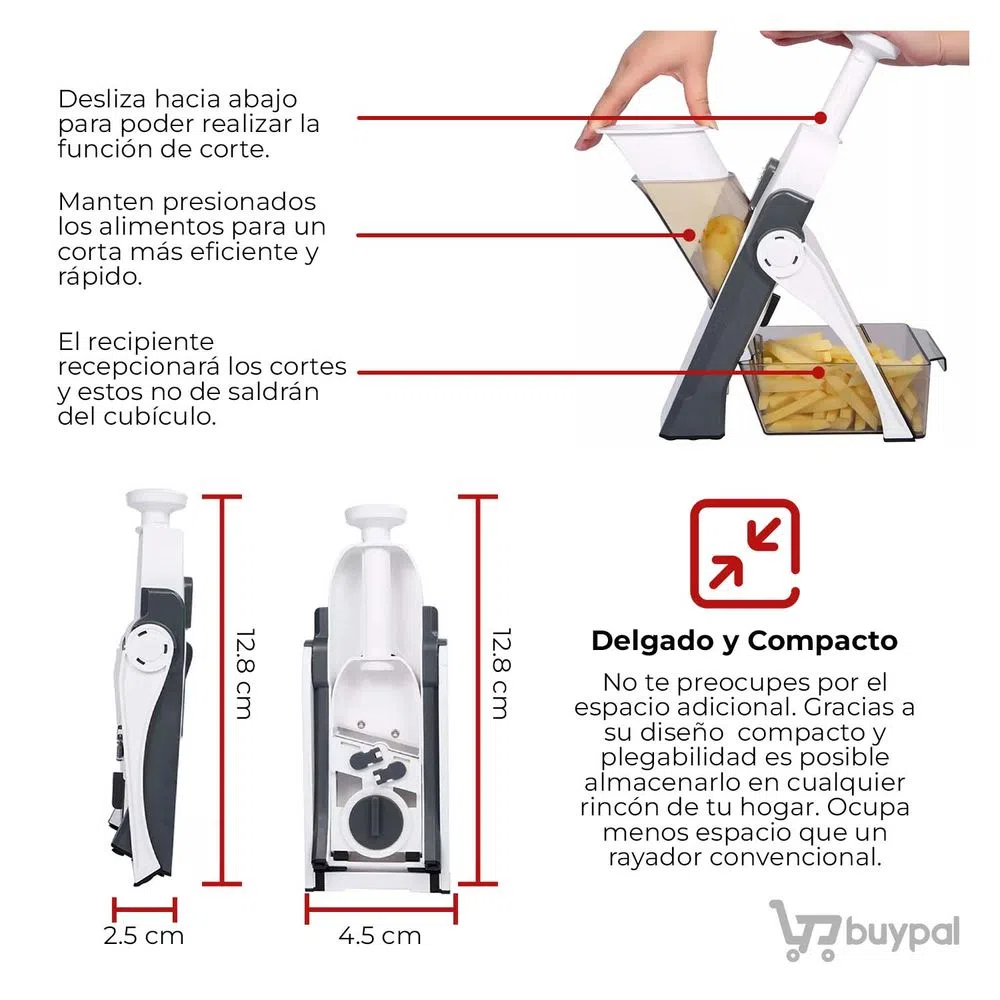 Desliza hacia abajo
para poder realizar la
función de corte.
Manten presionados
los alimentos para un
corta más eficiente y
rápido.
El recipiente
recepcionará los cortes
y estos no de saldrán
del cubículo.
12.8 cm
12.8 cm
2.5 cm
4.5 cm
Delgado y Compacto
No te preocupes por el
espacio adicional. Gracias a
su diseño compacto y
plegabilidad es posible
almacenarlo en cualquier
rincón de tu hogar. Ocupa
menos espacio que un
rayador convencional.
buypal